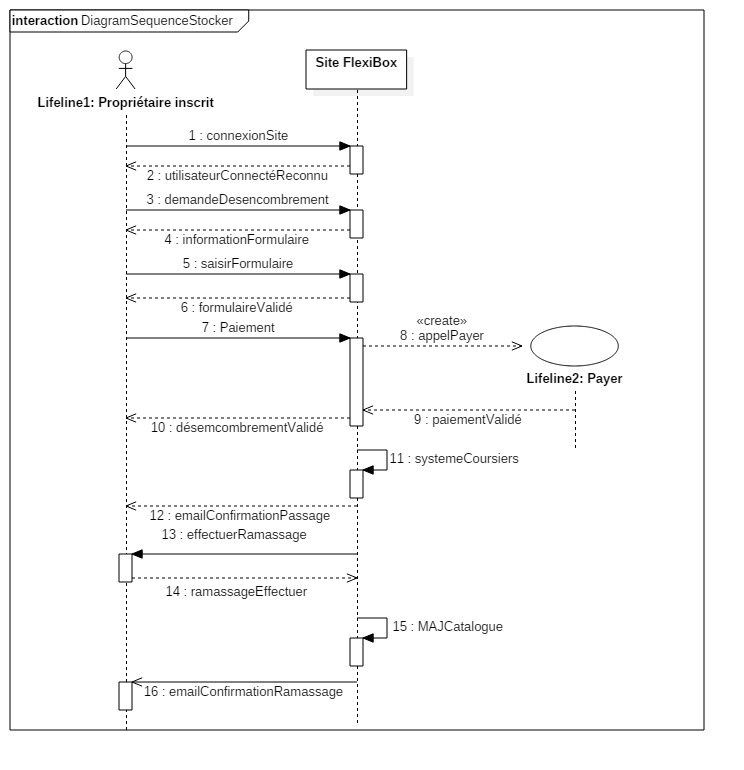 interaction DiagramSequenceStocker
Site FlexiBox
Lifeline1: Propriétaire inscrit
1 : connexionSite
2 : utilisateurConnectéReconnu
3 : demandeDesencombrement
4 : informationFormulaire
5 : saisirFormulaire
6 : formulaireValidé
7 : Paiement
«create»
8 : appelPayer
Lifeline2: Payer
9 : paiementValidé
10 : désemcombrementValidé
11 : systemeCoursiers
12 : emailConfirmationPassage
13 : effectuerRamassage
14 : ramassageEffectuer
15 : MAJCatalogue
16 : emailConfirmationRamassage